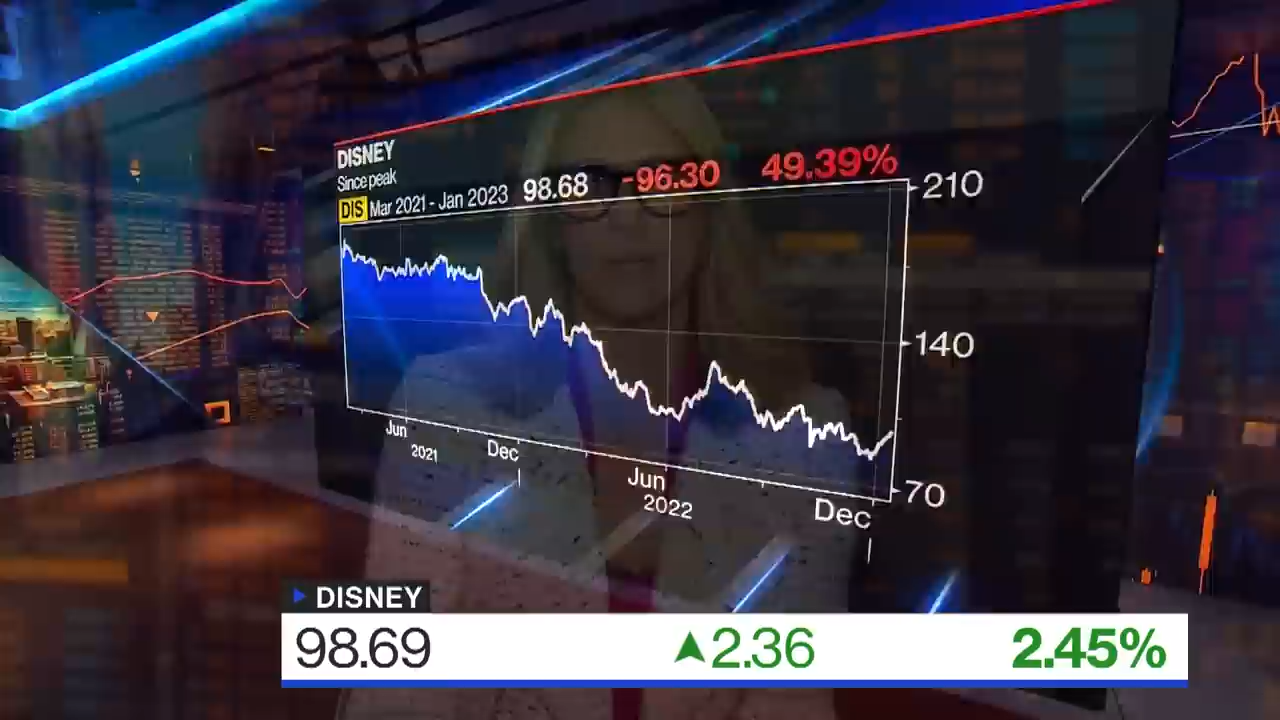 DISNEY
Since peak
DIS Mar 2021 - Jan 2023 98.68 -96.30 49.39%
210
140
70
Jun Dec Jun Dec
2021 2022
DISNEY
98.69 ▲2.36 2.45%